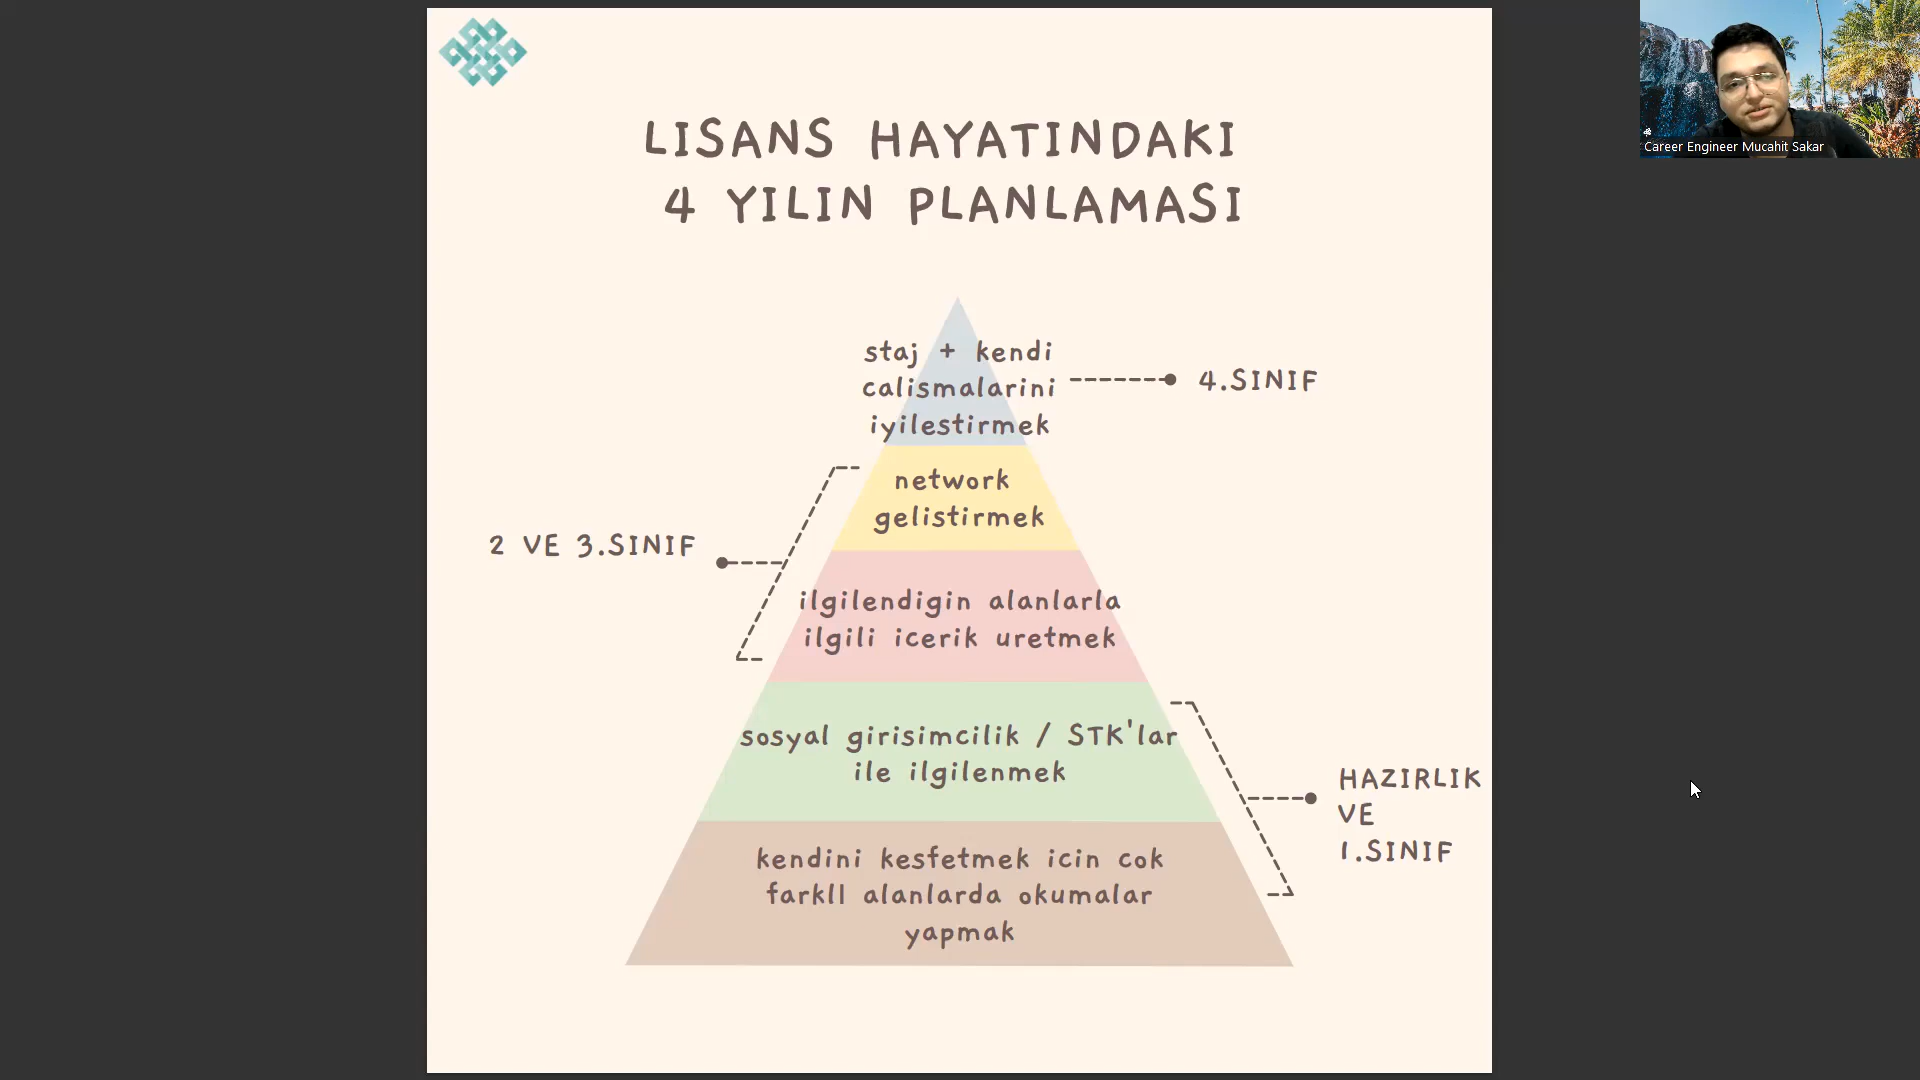 LISANS HAYATINDAKI
4 YILIN PLANLAMASI
staj + kendi
calismalarini
iyilestirmek
4.SINIF
network
gelistirmek
2 VE 3.SINIF
ilgilendigin alanlarla
ilgili icerik uretmek
sosyal girisimcilik / STK'lar
ile ilgilenmek
HAZIRLIK
VE
1.SINIF
kendini kesfetmek icin cok
farklI alanlarda okumalar
yapmak
Career Engineer Mucahit Sakar